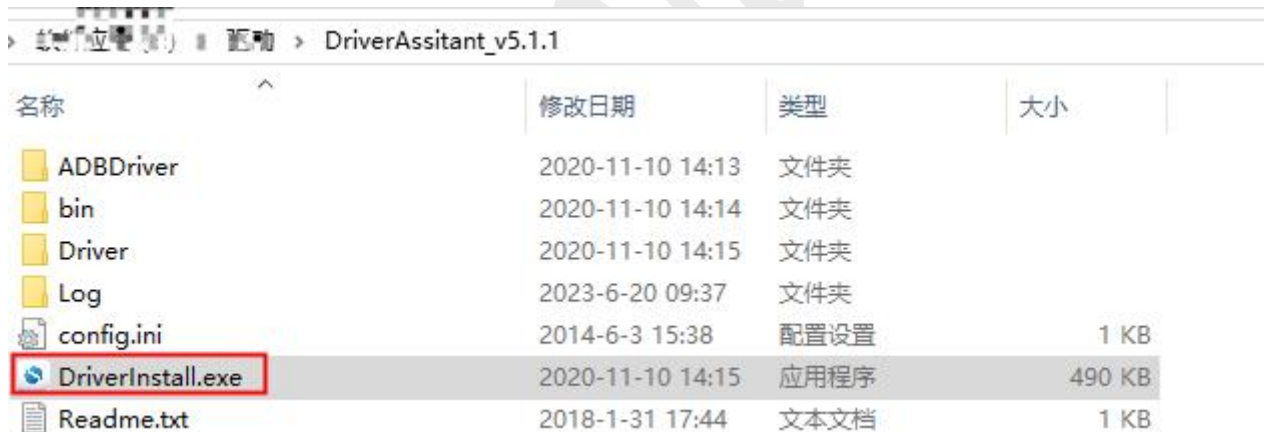 驱动 > DriverAssitant_v5.1.1
名称 修改日期 类型 大小
ADBDriver 2020-11-10 14:13 文件夹
bin 2020-11-10 14:14 文件夹
Driver 2020-11-10 14:15 文件夹
Log 2023-6-20 09:37 文件夹
config.ini 2014-6-3 15:38 配置设置 1 KB
DriverInstall.exe 2020-11-10 14:15 应用程序 490 KB
Readme.txt 2018-1-31 17:44 文本文档 1 KB